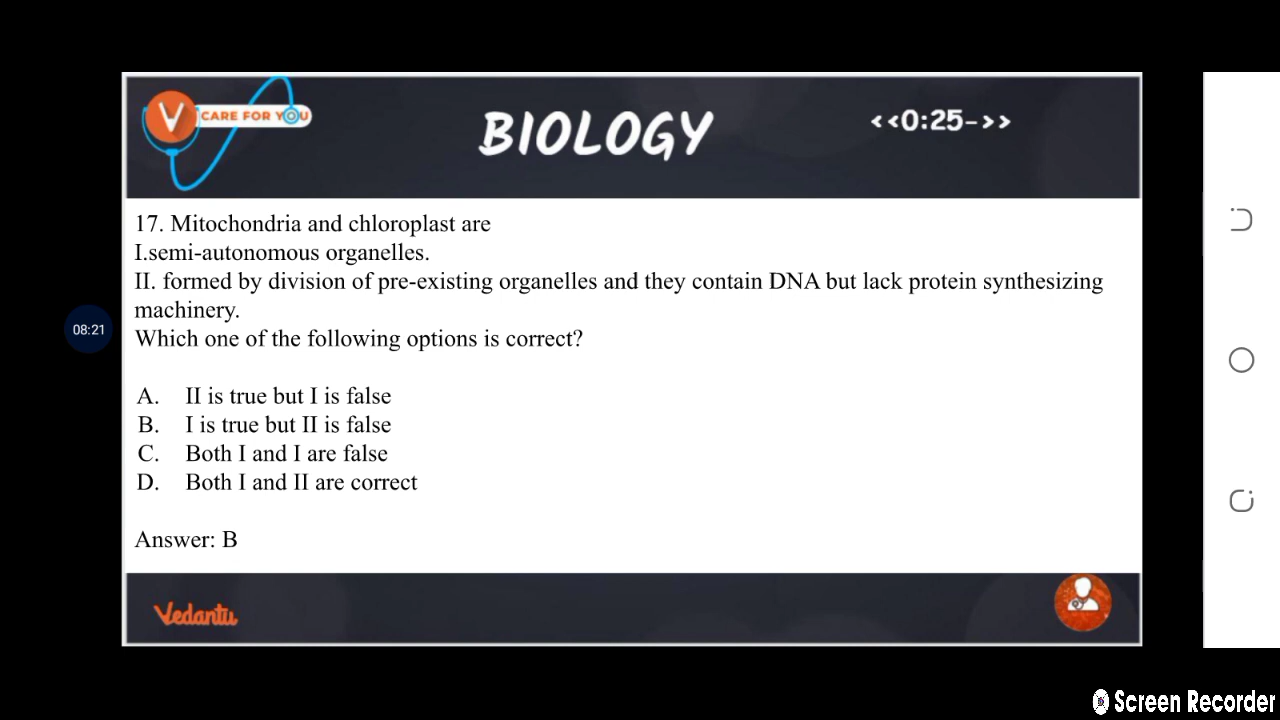 CARE FOR YOU
BIOLOGY
<<0:25->>
17. Mitochondria and chloroplast are
I.semi-autonomous organelles.
II. formed by division of pre-existing organelles and they contain DNA but lack protein synthesizing
machinery.
08:21
Which one of the following options is correct?
A. II is true but I is false
B. I is true but II is false
C. Both I and I are false
D. Both I and II are correct
Answer: B
Vedantu
Screen Recorder